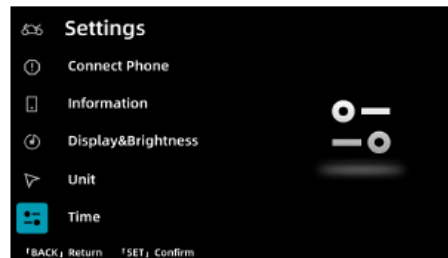 Settings
Connect Phone
Information
Display&Brightness
Unit
Time
「BACK」 Return 「SET」 Confirm